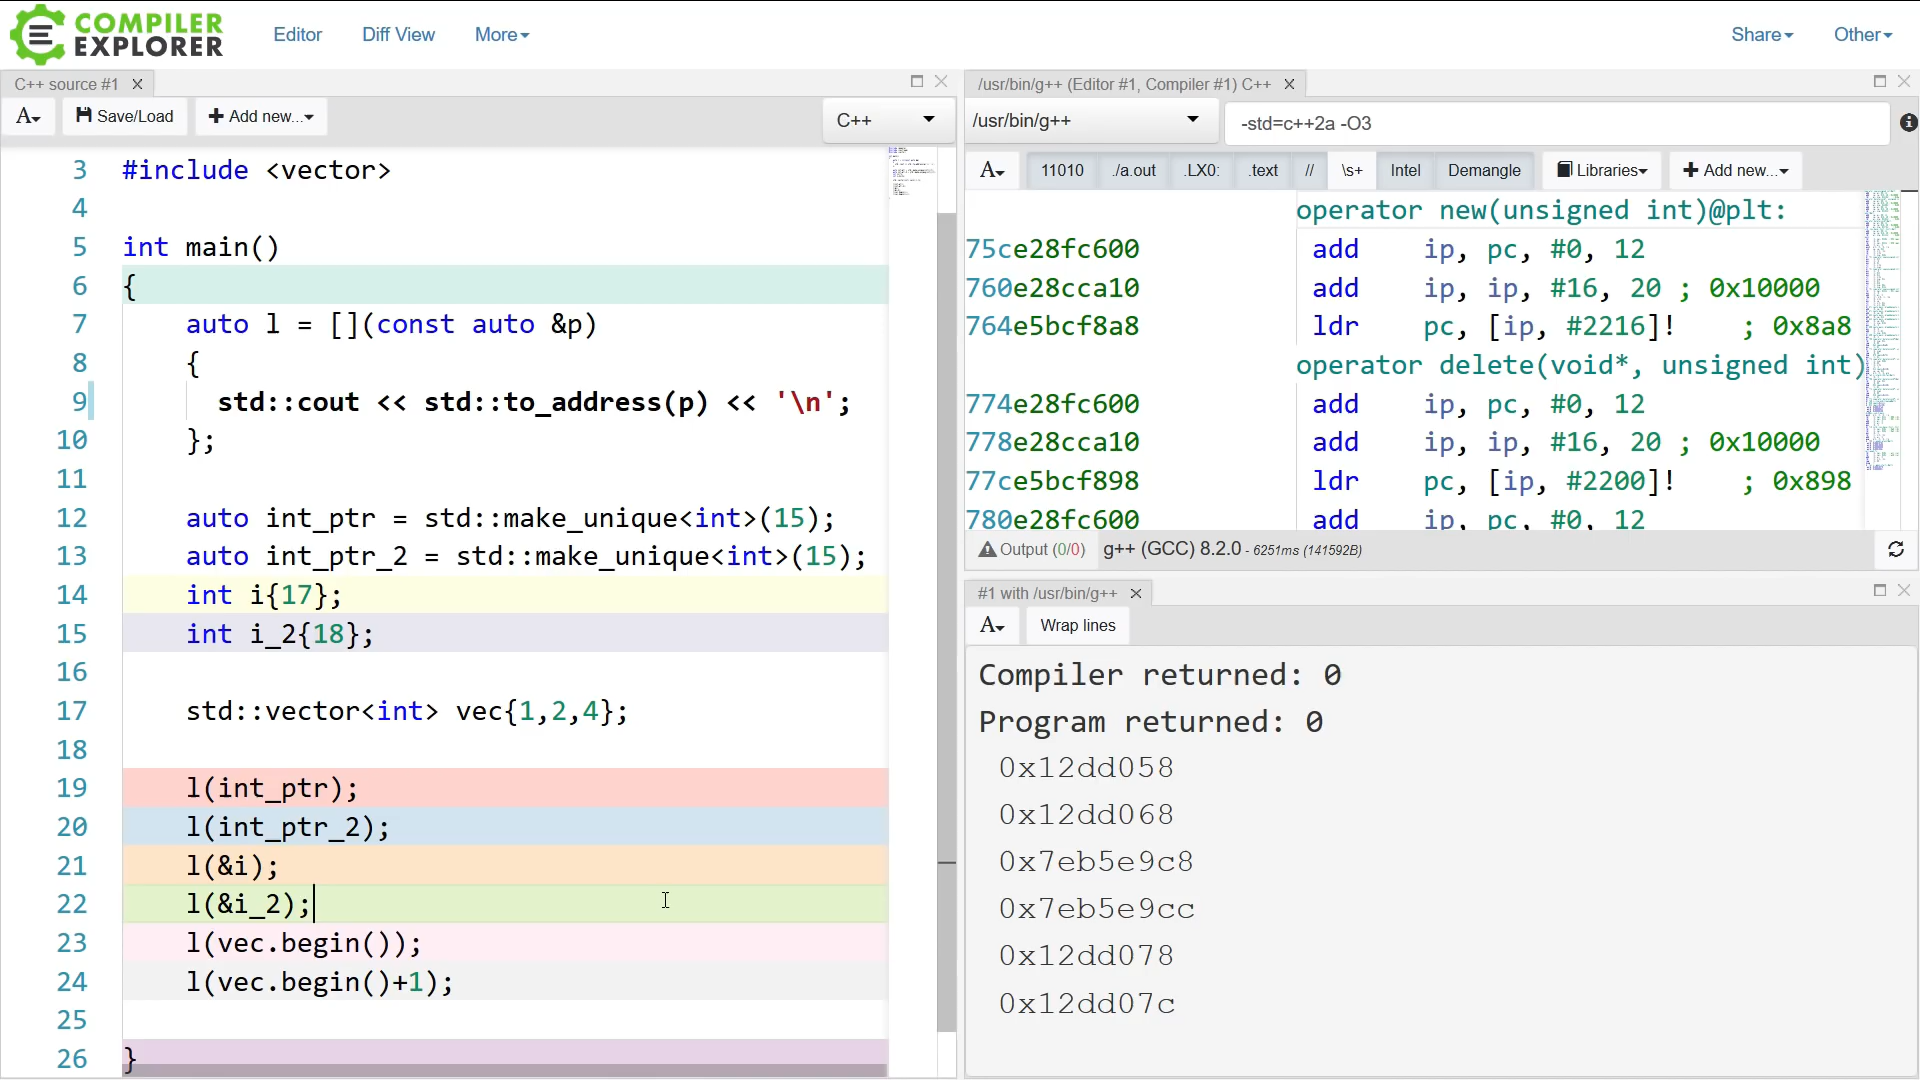 COMPILER
EXPLORER
Editor
Diff View
More
Share
Other
C++ source #1
A
Save/Load
Add new...
C++
3 #include <vector>
4
5 int main()
6 {
7 auto l = [](const auto &p)
8 {
9 std::cout << std::to_address(p) << '\n';
10 };
11
12 auto int_ptr = std::make_unique<int>(15);
13 auto int_ptr_2 = std::make_unique<int>(15);
14 int i{17};
15 int i_2{18};
16
17 std::vector<int> vec{1,2,4};
18
19 l(int_ptr);
20 l(int_ptr_2);
21 l(&i);
22 l(&i_2);
23 l(vec.begin());
24 l(vec.begin()+1);
25
26 }
/usr/bin/g++ (Editor #1, Compiler #1) C++
/usr/bin/g++
-std=c++2a -O3
A
11010
./a.out
.LX0:
.text
//
\s+
Intel
Demangle
Libraries
Add new...
operator new(unsigned int)@plt:
75ce28fc600 add ip, pc, #0, 12
760e28cca10 add ip, ip, #16, 20 ; 0x10000
764e5bcf8a8 ldr pc, [ip, #2216]! ; 0x8a8
operator delete(void*, unsigned int)
774e28fc600 add ip, pc, #0, 12
778e28cca10 add ip, ip, #16, 20 ; 0x10000
77ce5bcf898 ldr pc, [ip, #2200]! ; 0x898
780e28fc600 add ip, pc, #0, 12
Output (0/0) g++ (GCC) 8.2.0 - 6251ms (141592B)
#1 with /usr/bin/g++
A
Wrap lines
Compiler returned: 0
Program returned: 0
0x12dd058
0x12dd068
0x7eb5e9c8
0x7eb5e9cc
0x12dd078
0x12dd07c